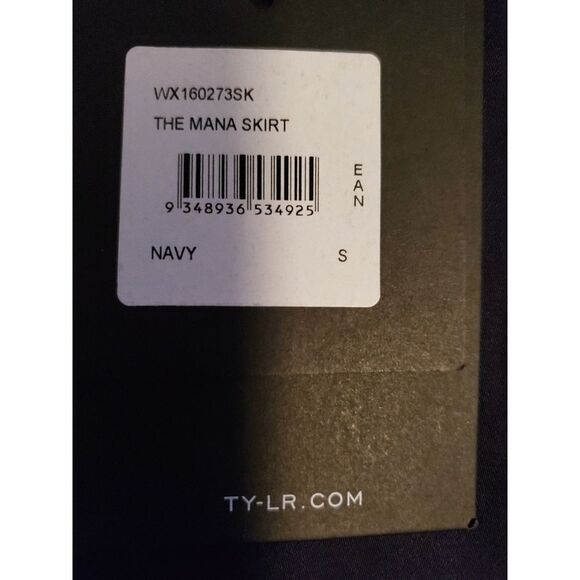 WX160273SK
THE MANA SKIRT
9 348936 534925
EAN
NAVY S
TY-LR.COM